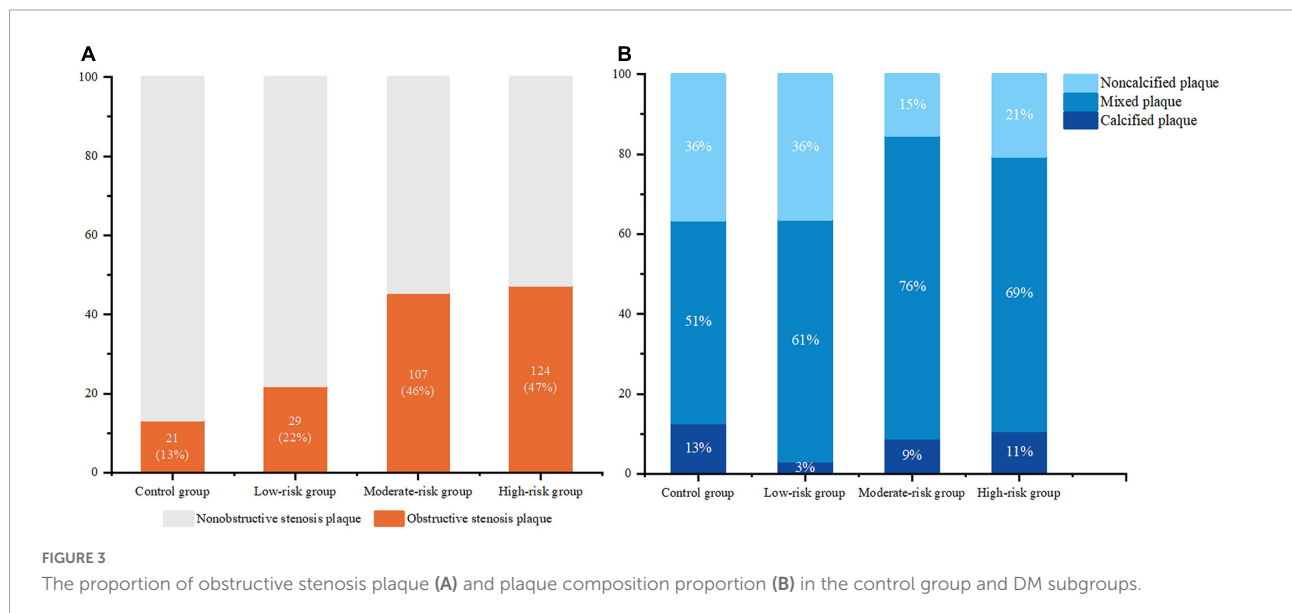 A
100
80
60
40
20
0
21
(13%)
29
(22%)
107
(46%)
124
(47%)
Control group
Low-risk group
Moderate-risk group
High-risk group
Nonobstructive stenosis plaque
Obstructive stenosis plaque
B
100
80
60
40
20
0
36%
51%
13%
36%
61%
3%
15%
76%
9%
21%
69%
11%
Control group
Low-risk group
Moderate-risk group
High-risk group
Noncalcified plaque
Mixed plaque
Calcified plaque
FIGURE 3
The proportion of obstructive stenosis plaque (A) and plaque composition proportion (B) in the control group and DM subgroups.